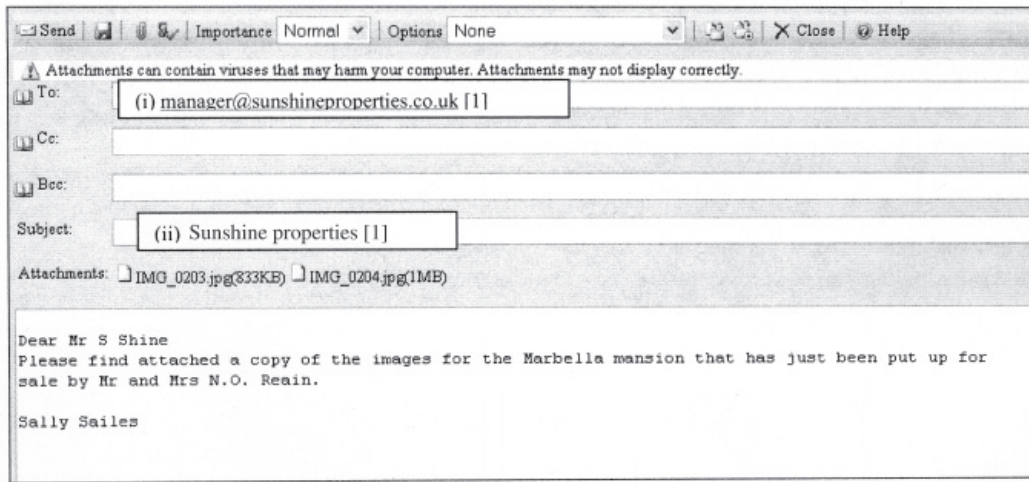 Send Importance Normal Options None Close Help
Attachments can contain viruses that may harm your computer. Attachments may not display correctly.
To: (i) manager@sunshineproperties.co.uk [1]
Cc:
Bcc:
Subject: (ii) Sunshine properties [1]
Attachments: IMG_0203.jpg(833KB) IMG_0204.jpg(1MB)
Dear Mr S Shine
Please find attached a copy of the images for the Marbella mansion that has just been put up for
sale by Mr and Mrs N.O. Reain.
Sally Sailes